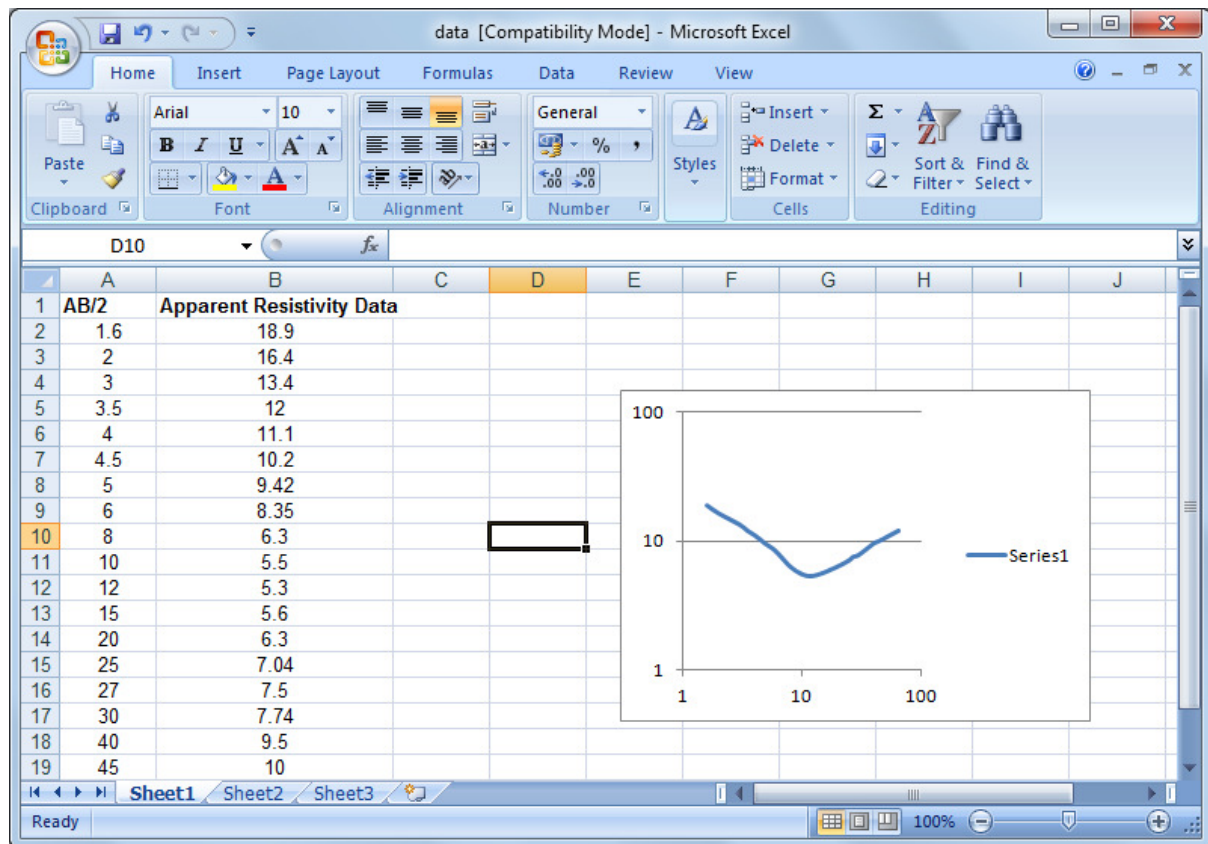 data [Compatibility Mode] - Microsoft Excel
Home Insert Page Layout Formulas Data Review View
Paste
Clipboard
Arial 10
B I U A A
A
Font
Alignment
General
% ,
.0 .00 .00 .0
Number
A
Styles
Insert
Delete
Format
Cells
Σ
A Z
Sort & Filter
Find & Select
Editing
D10 fx
A B C D E F G H I J
1 AB/2 Apparent Resistivity Data
2 1.6 18.9
3 2 16.4
4 3 13.4
5 3.5 12
6 4 11.1
7 4.5 10.2
8 5 9.42
9 6 8.35
10 8 6.3
11 10 5.5
12 12 5.3
13 15 5.6
14 20 6.3
15 25 7.04
16 27 7.5
17 30 7.74
18 40 9.5
19 45 10
100
10
1
1 10 100
Series1
Sheet1 Sheet2 Sheet3
Ready 100%